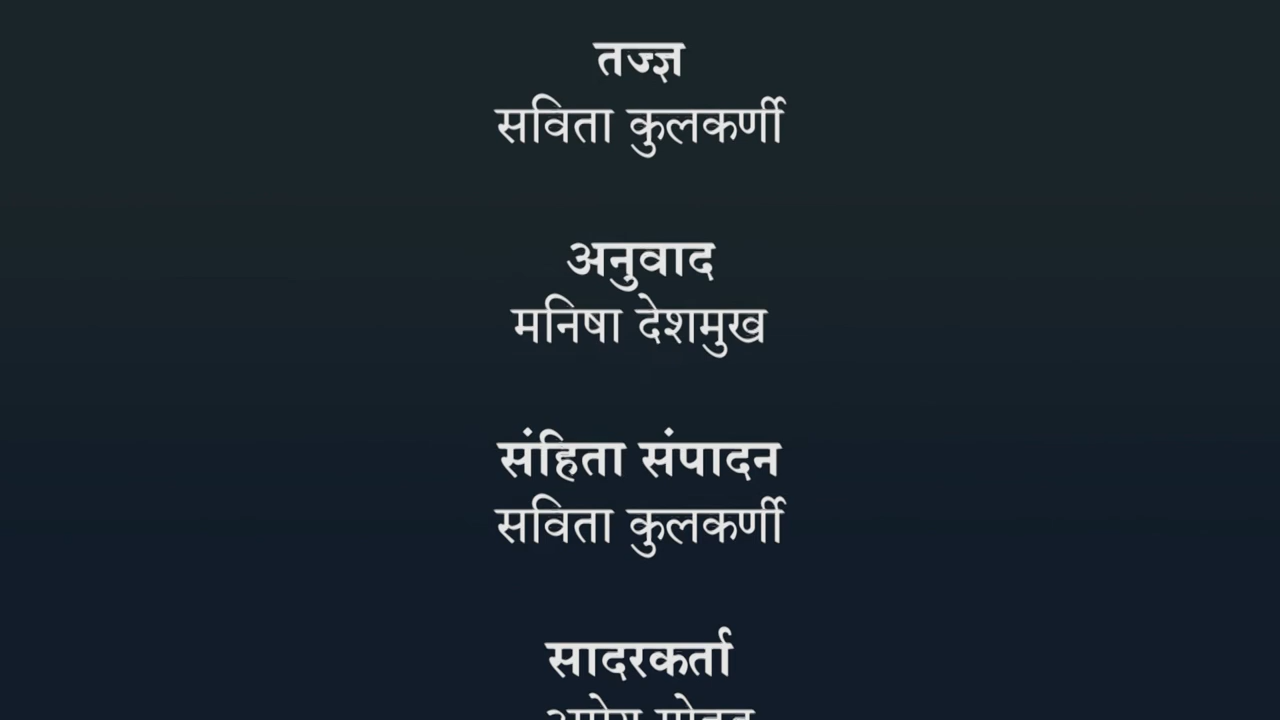 तज्ज्ञ
सविता कुलकर्णी
अनुवाद
मनिषा देशमुख
संहिता संपादन
सविता कुलकर्णी
सादरकर्ता